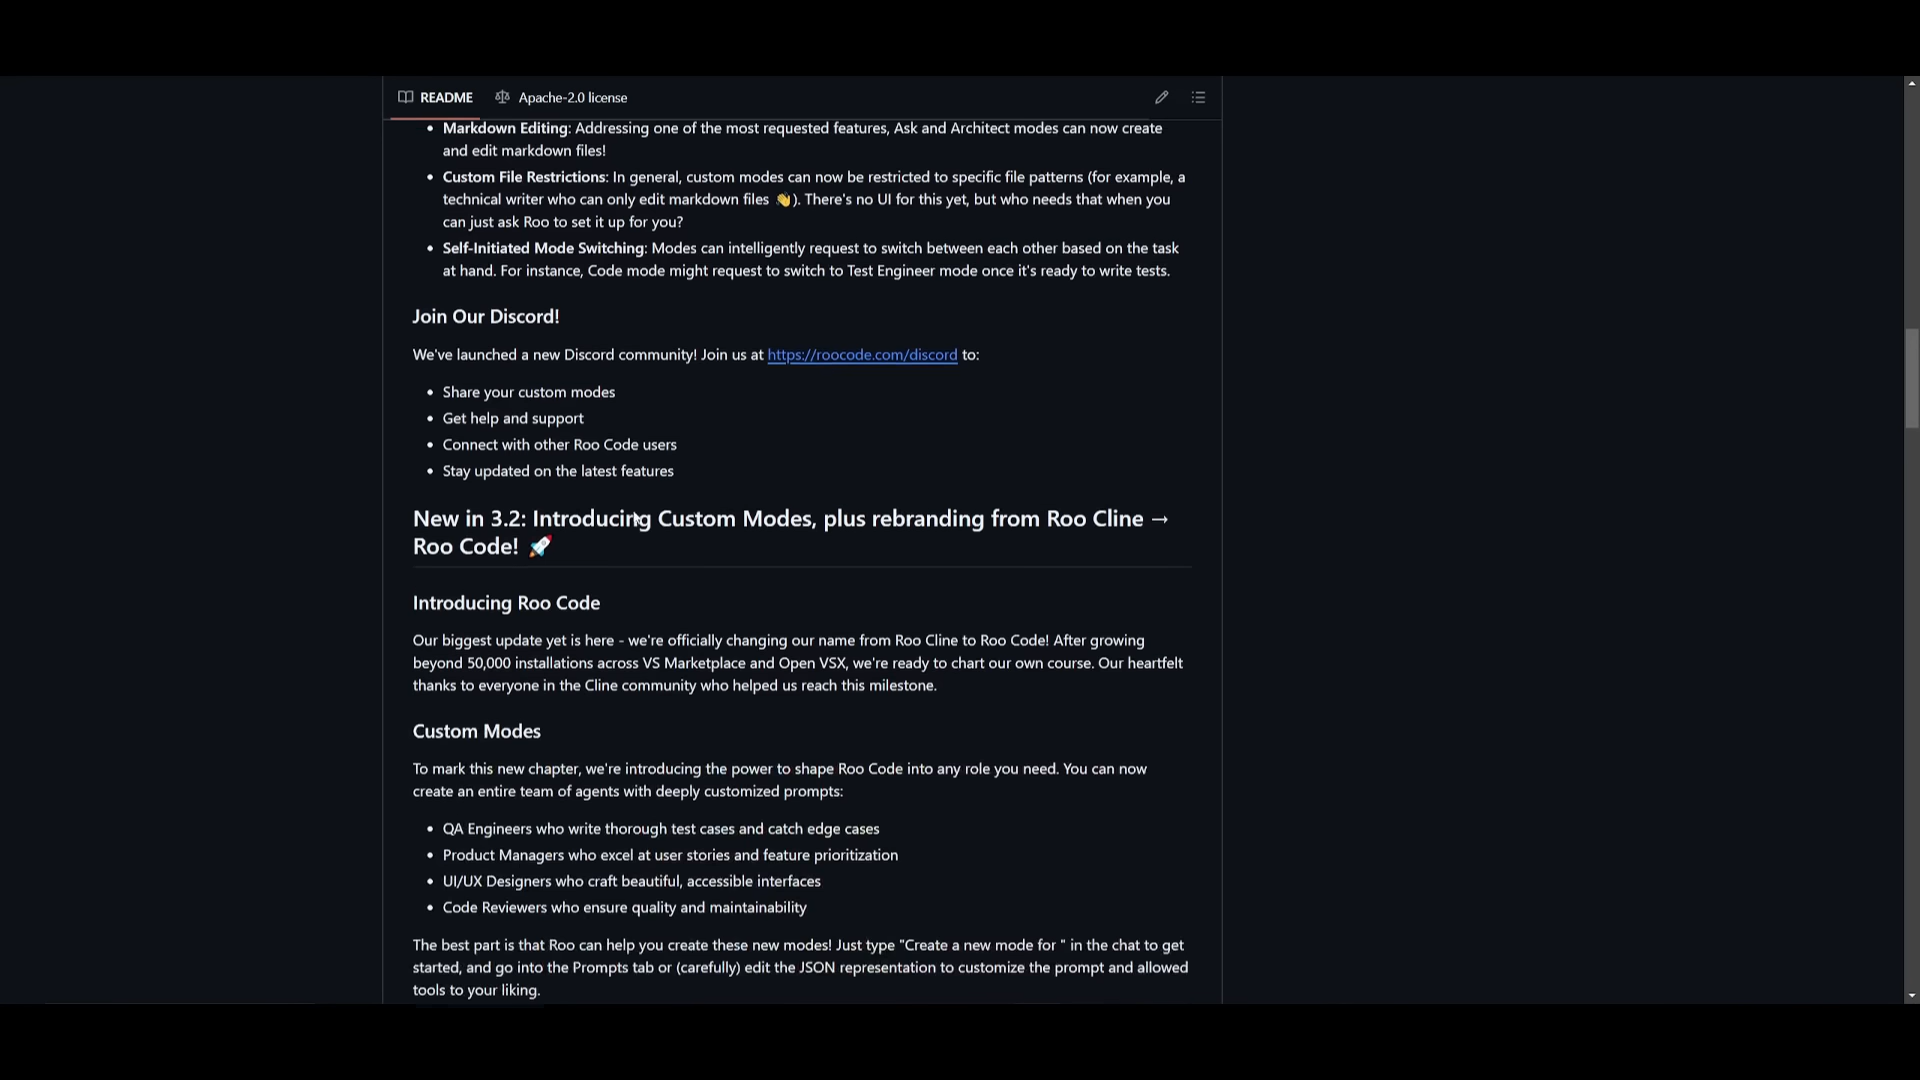 README Apache-2.0 license
• Markdown Editing: Addressing one of the most requested features, Ask and Architect modes can now create
and edit markdown files!
• Custom File Restrictions: In general, custom modes can now be restricted to specific file patterns (for example, a
technical writer who can only edit markdown files 👋). There's no UI for this yet, but who needs that when you
can just ask Roo to set it up for you?
• Self-Initiated Mode Switching: Modes can intelligently request to switch between each other based on the task
at hand. For instance, Code mode might request to switch to Test Engineer mode once it's ready to write tests.
Join Our Discord!
We've launched a new Discord community! Join us at https://roocode.com/discord to:
• Share your custom modes
• Get help and support
• Connect with other Roo Code users
• Stay updated on the latest features
New in 3.2: Introducing Custom Modes, plus rebranding from Roo Cline →
Roo Code! 🚀
Introducing Roo Code
Our biggest update yet is here - we're officially changing our name from Roo Cline to Roo Code! After growing
beyond 50,000 installations across VS Marketplace and Open VSX, we're ready to chart our own course. Our heartfelt
thanks to everyone in the Cline community who helped us reach this milestone.
Custom Modes
To mark this new chapter, we're introducing the power to shape Roo Code into any role you need. You can now
create an entire team of agents with deeply customized prompts:
• QA Engineers who write thorough test cases and catch edge cases
• Product Managers who excel at user stories and feature prioritization
• UI/UX Designers who craft beautiful, accessible interfaces
• Code Reviewers who ensure quality and maintainability
The best part is that Roo can help you create these new modes! Just type "Create a new mode for " in the chat to get
started, and go into the Prompts tab or (carefully) edit the JSON representation to customize the prompt and allowed
tools to your liking.